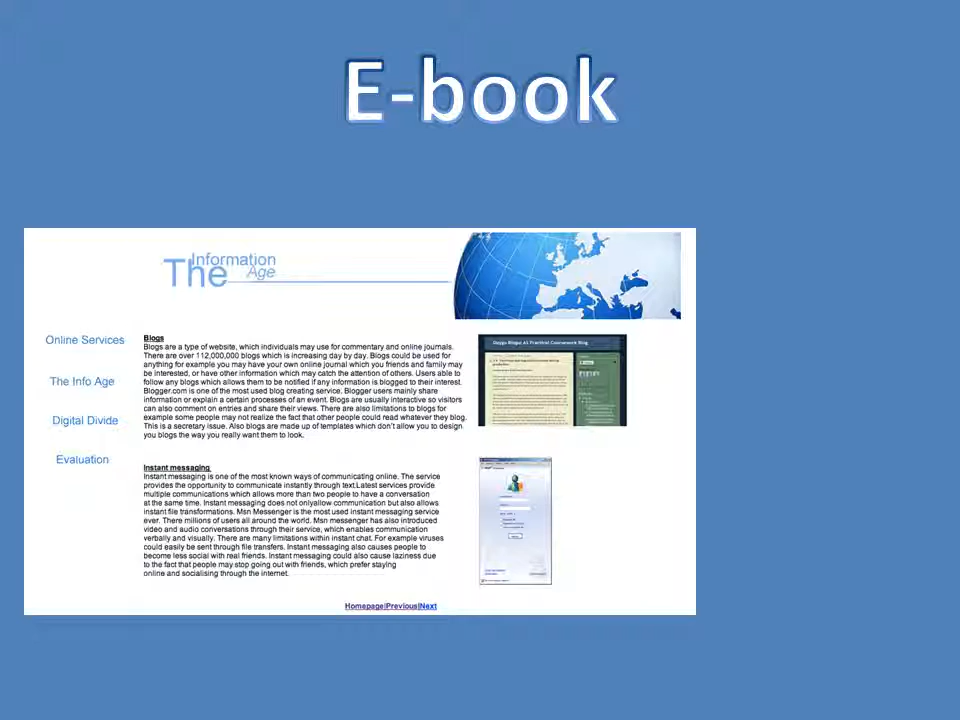 E-book
The Information Age
Online Services
The Info Age
Digital Divide
Evaluation
Blogs
Blogs are a type of website, which individuals may use for commentary and online journals.
There are over 112,000,000 blogs which is increasing day by day. Blogs could be used for
anything for example you may have your own online journal which you friends and family may
be interested, or have other information which may catch the attention of others. Users able to
follow any blogs which allows them to be notified if any information is blogged to their interest.
Blogger.com is one of the most used blog creating service. Blogger users mainly share
information or explain a certain processes of an event. Blogs are usually interactive so visitors
can also comment on entries and share their views. There are also limitations to blogs for
example some people may not realize the fact that other people could read whatever they blog.
This is a secretary issue. Also blogs are made up of templates which don't allow you to design
you blogs the way you really want them to look.
Instant messaging
Instant messaging is one of the most known ways of communicating online. The service
provides the opportunity to communicate instantly through text.Latest services provide
multiple communications which allows more than two people to have a conversation
at the same time. Instant messaging does not onlyallow communication but also allows
instant file transformations. Msn Messenger is the most used instant messaging service
ever. There millions of users all around the world. Msn messenger has also introduced
video and audio conversations through their service, which enables communication
verbally and visually. There are many limitations within instant chat. For example viruses
could easily be sent through file transfers. Instant messaging also causes people to
become less social with real friends. Instant messaging could also cause laziness due
to the fact that people may stop going out with friends, which prefer staying
online and socialising through the internet.
Homepage|Previous|Next